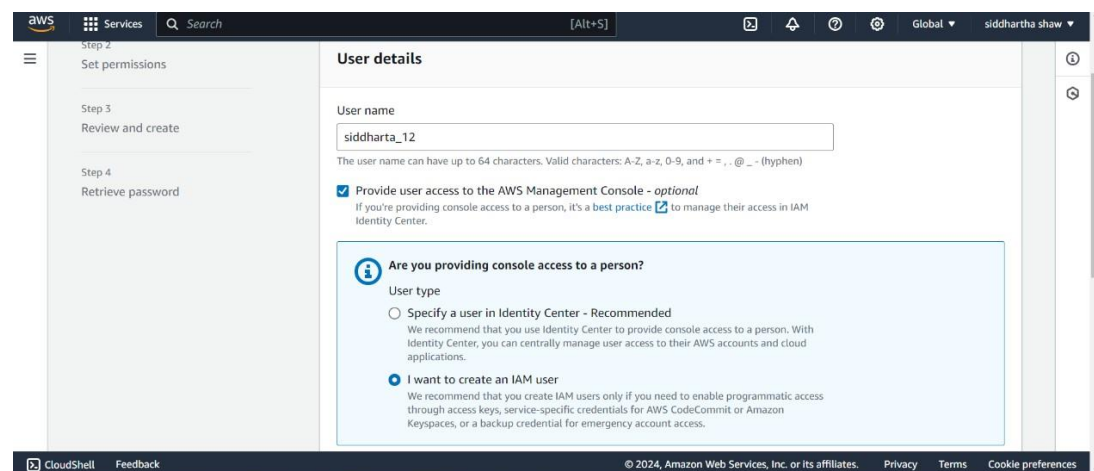 aws
Services
Search
[Alt+S]
Global
siddhartha shaw
Step 2
Set permissions
Step 3
Review and create
Step 4
Retrieve password
User details
User name
siddharta_12
The user name can have up to 64 characters. Valid characters: A-Z, a-z, 0-9, and + = , . @ _ - (hyphen)
Provide user access to the AWS Management Console - optional
If you're providing console access to a person, it's a best practice to manage their access in IAM
Identity Center.
Are you providing console access to a person?
User type
Specify a user in Identity Center - Recommended
We recommend that you use Identity Center to provide console access to a person. With
Identity Center, you can centrally manage user access to their AWS accounts and cloud
applications.
I want to create an IAM user
We recommend that you create IAM users only if you need to enable programmatic access
through access keys, service-specific credentials for AWS CodeCommit or Amazon
Keyspaces, or a backup credential for emergency account access.
CloudShell
Feedback
© 2024, Amazon Web Services, Inc. or its affiliates.
Privacy
Terms
Cookie preferences